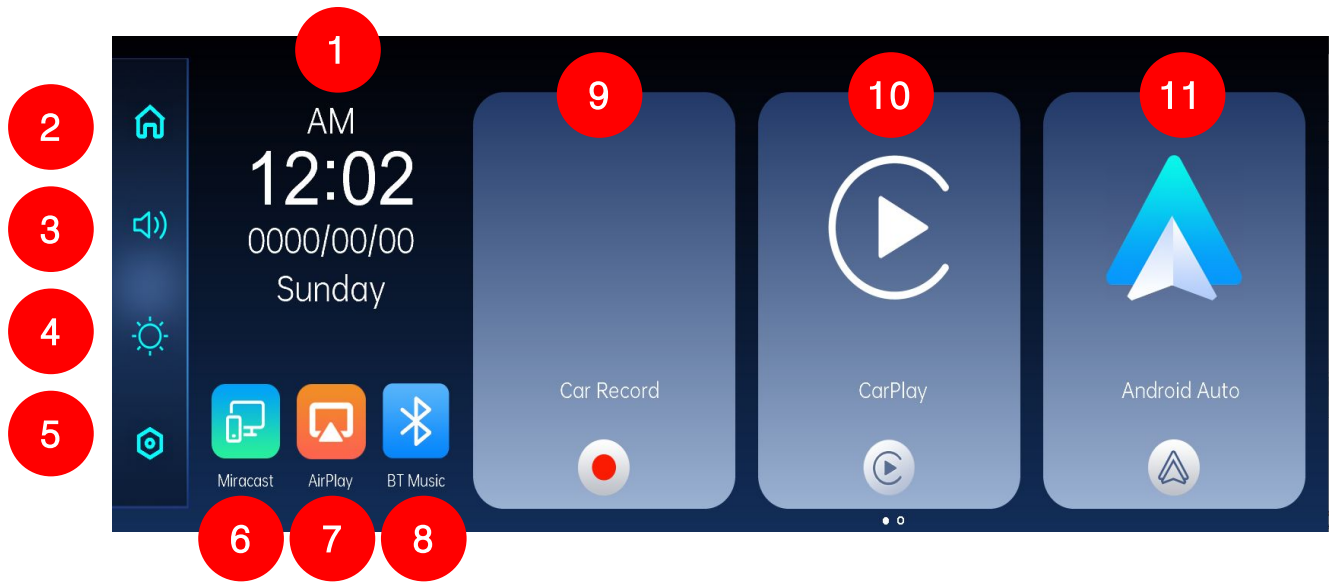 1
2
3
4
5
AM
12:02
0000/00/00
Sunday
Miracast
AirPlay
BT Music
6
7
8
9
Car Record
10
CarPlay
11
Android Auto